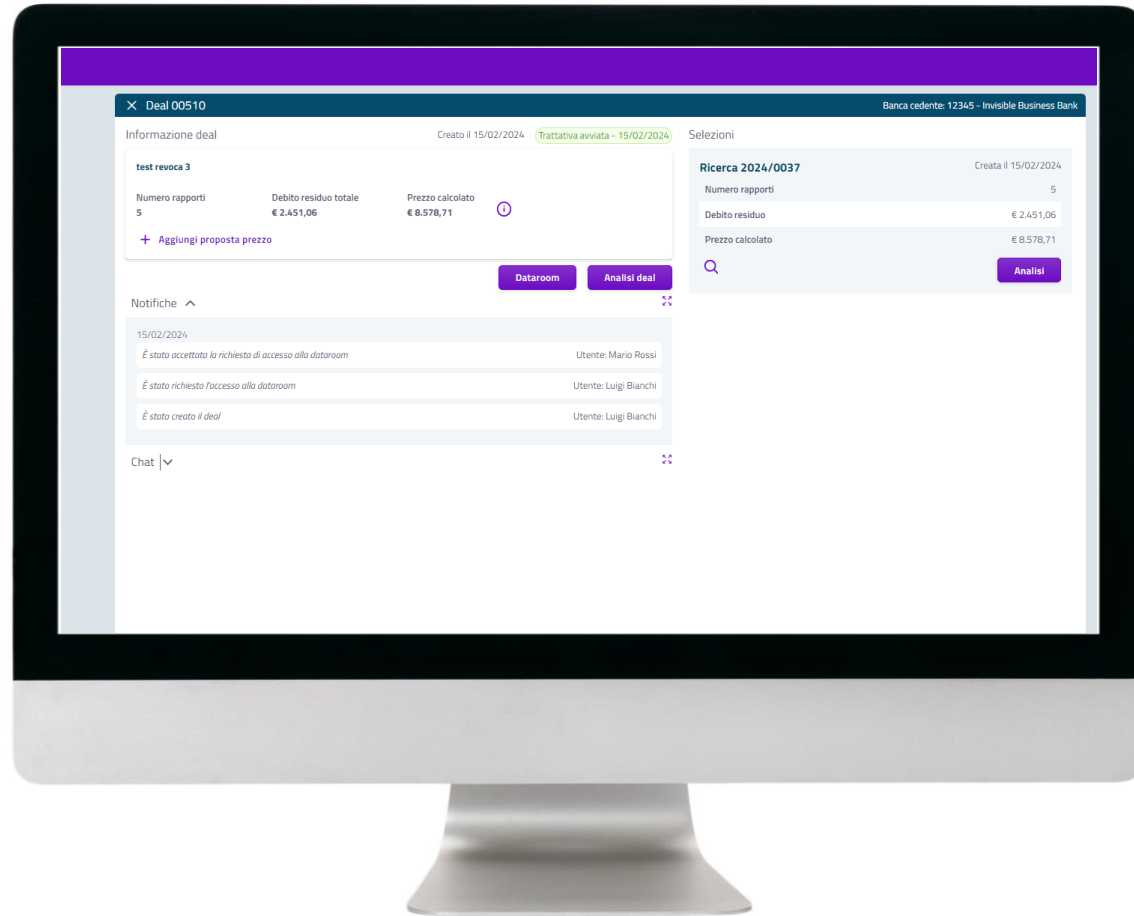 Deal 00510
Banca cedente: 12345 - Invisible Business Bank
Informazione deal
Creato il 15/02/2024
Trattativa avviata - 15/02/2024
test revoca 3
Numero rapporti
Debito residuo totale
Prezzo calcolato
5
€ 2.451,06
€ 8.578,71
+ Aggiungi proposta prezzo
Dataroom
Analisi deal
Notifiche
15/02/2024
È stata accettata la richiesta di accesso alla dataroom
Utente: Mario Rossi
È stato richiesto l'accesso alla dataroom
Utente: Luigi Bianchi
È stato creato il deal
Utente: Luigi Bianchi
Chat
Selezioni
Ricerca 2024/0037
Creata il 15/02/2024
Numero rapporti
5
Debito residuo
€ 2.451,06
Prezzo calcolato
€ 8.578,71
Analisi